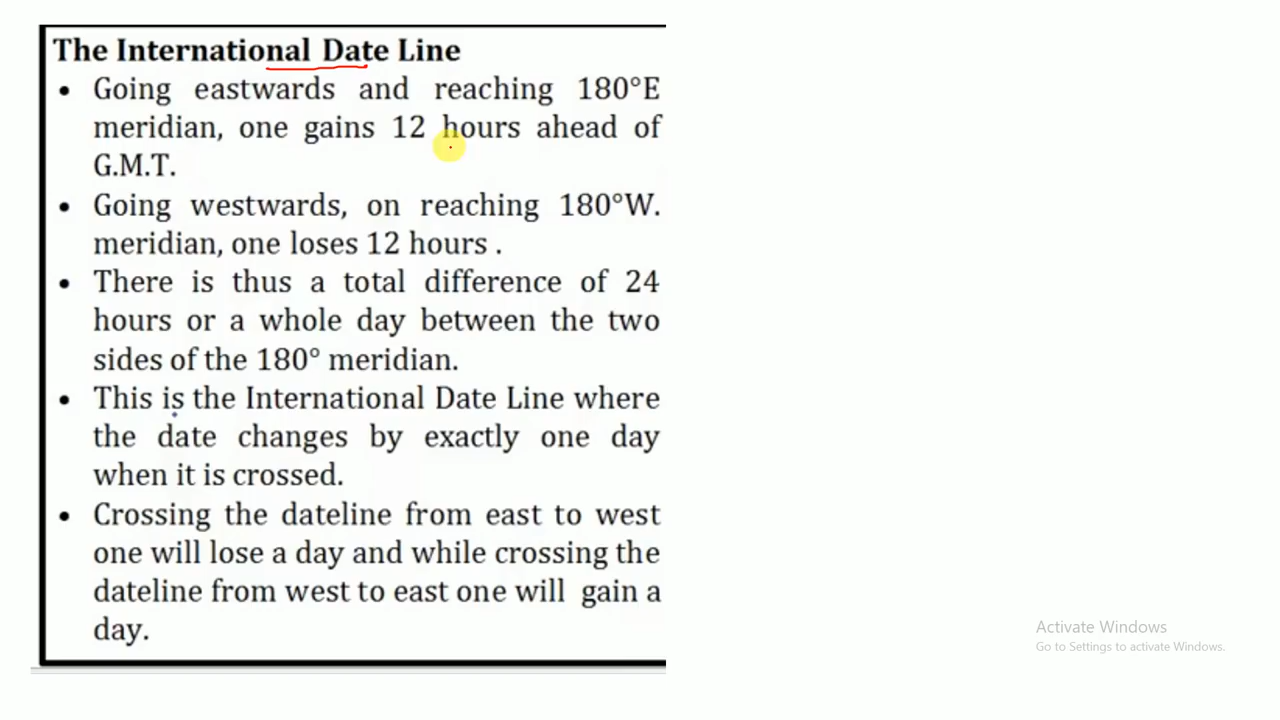 The International Date Line
• Going eastwards and reaching 180°E
meridian, one gains 12 hours ahead of
G.M.T.
• Going westwards, on reaching 180°W.
meridian, one loses 12 hours .
• There is thus a total difference of 24
hours or a whole day between the two
sides of the 180° meridian.
• This is the International Date Line where
the date changes by exactly one day
when it is crossed.
• Crossing the dateline from east to west
one will lose a day and while crossing the
dateline from west to east one will gain a
day.
Activate Windows
Go to Settings to activate Windows.